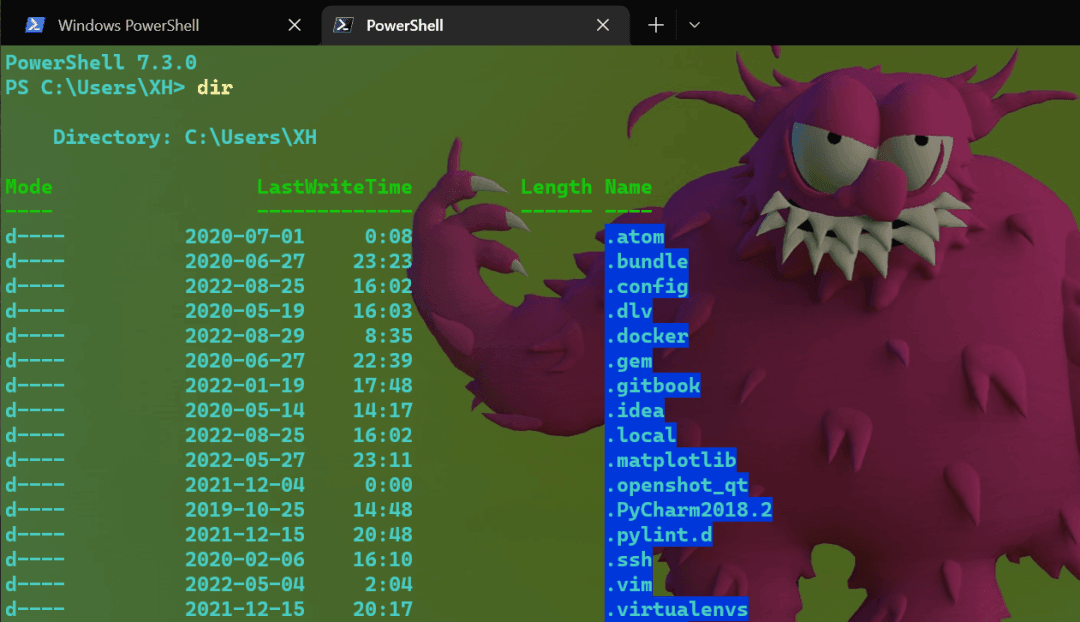 Windows PowerShell PowerShell
PowerShell 7.3.0
PS C:\Users\XH> dir
Directory: C:\Users\XH
Mode LastWriteTime Length Name
---- ------------- ------ ----
d---- 2020-07-01 0:08 .atom
d---- 2020-06-27 23:23 .bundle
d---- 2022-08-25 16:02 .config
d---- 2020-05-19 16:03 .dlv
d---- 2022-08-29 8:35 .docker
d---- 2020-06-27 22:39 .gem
d---- 2022-01-19 17:48 .gitbook
d---- 2020-05-14 14:17 .idea
d---- 2022-08-25 16:02 .local
d---- 2022-05-27 23:11 .matplotlib
d---- 2021-12-04 0:00 .openshot_qt
d---- 2019-10-25 14:48 .PyCharm2018.2
d---- 2021-12-15 20:48 .pylint.d
d---- 2020-02-06 16:10 .ssh
d---- 2022-05-04 2:04 .vim
d---- 2021-12-15 20:17 .virtualenvs